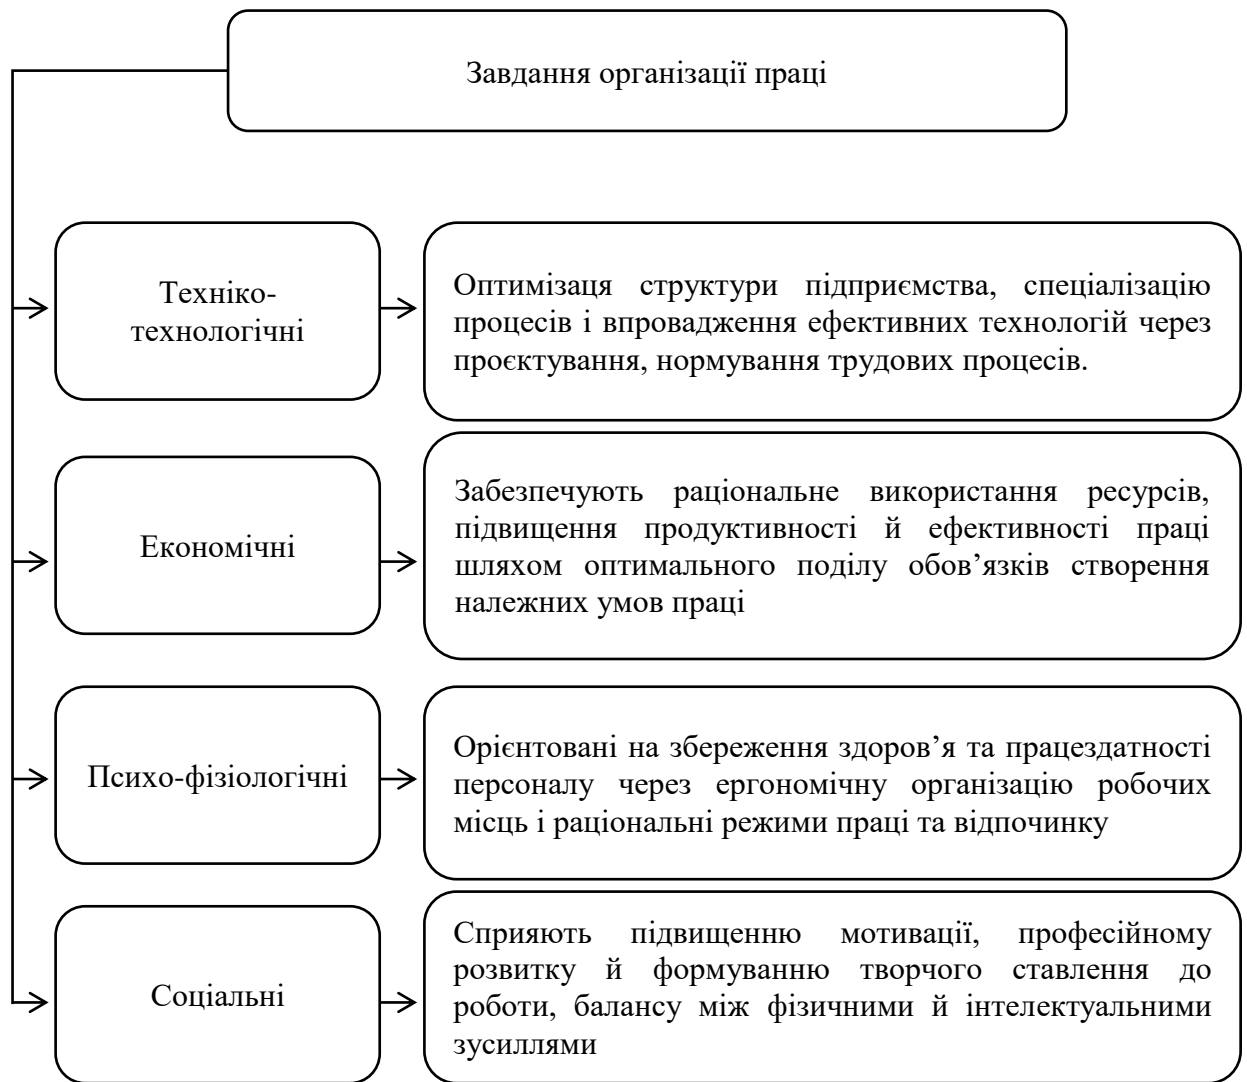 Завдання організації праці
Техніко-
технологічні
Оптимізаця структури підприємства, спеціалізацію
процесів і впровадження ефективних технологій через
проєктування, нормування трудових процесів.
Економічні
Забезпечують раціональне використання ресурсів,
підвищення продуктивності й ефективності праці
шляхом оптимального поділу обов’язків створення
належних умов праці
Психо-фізіологічні
Орієнтовані на збереження здоров’я та працездатності
персоналу через ергономічну організацію робочих
місць і раціональні режими праці та відпочинку
Соціальні
Сприяють підвищенню мотивації, професійному
розвитку й формуванню творчого ставлення до
роботи, балансу між фізичними й інтелектуальними
зусиллями